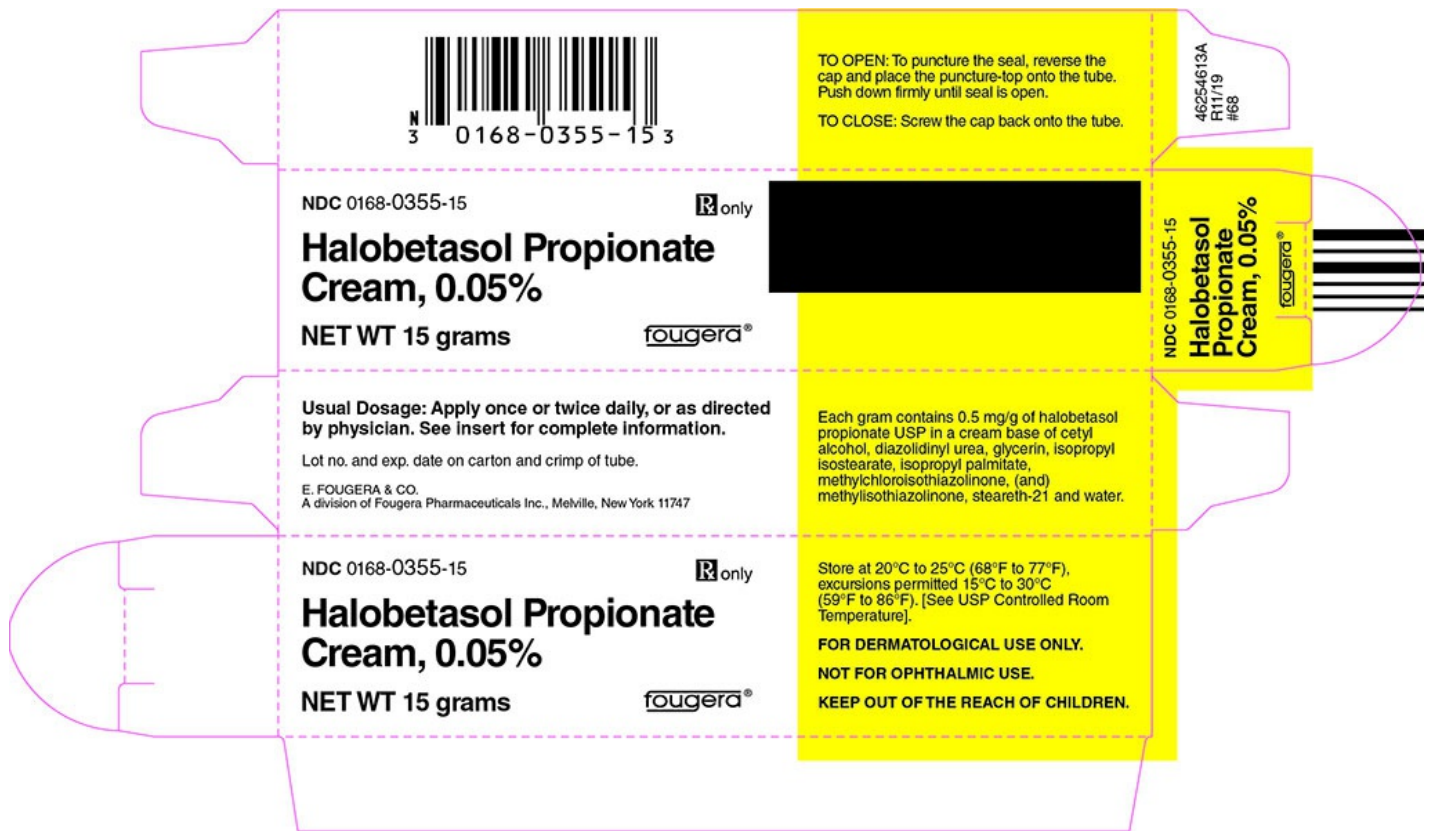 N
3 0168-0355-15 3
TO OPEN: To puncture the seal, reverse the
cap and place the puncture-top onto the tube.
Push down firmly until seal is open.
TO CLOSE: Screw the cap back onto the tube.
46254613A
R11/19
#68
NDC 0168-0355-15
Rx only
Halobetasol Propionate
Cream, 0.05%
NET WT 15 grams
fougera®
NDC 0168-0355-15
Halobetasol
Propionate
Cream, 0.05%
fougera®
Usual Dosage: Apply once or twice daily, or as directed
by physician. See insert for complete information.
Lot no. and exp. date on carton and crimp of tube.
E. FOUGERA & CO.
A division of Fougera Pharmaceuticals Inc., Melville, New York 11747
Each gram contains 0.5 mg/g of halobetasol
propionate USP in a cream base of cetyl
alcohol, diazolidinyl urea, glycerin, isopropyl
isostearate, isopropyl palmitate,
methylchloroisothiazolinone, (and)
methylisothiazolinone, steareth-21 and water.
NDC 0168-0355-15
Rx only
Halobetasol Propionate
Cream, 0.05%
NET WT 15 grams
fougera®
Store at 20°C to 25°C (68°F to 77°F),
excursions permitted 15°C to 30°C
(59°F to 86°F). [See USP Controlled Room
Temperature].
FOR DERMATOLOGICAL USE ONLY.
NOT FOR OPHTHALMIC USE.
KEEP OUT OF THE REACH OF CHILDREN.